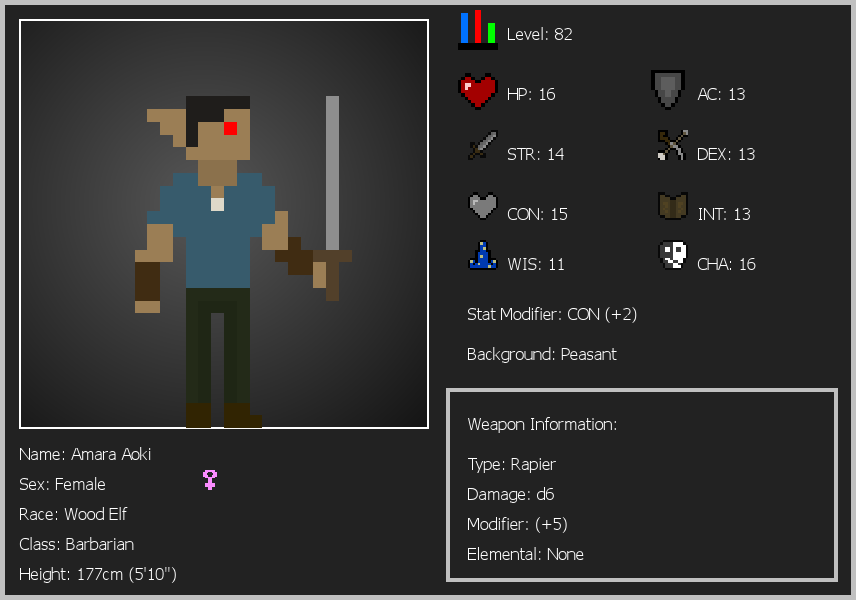 Level: 82
HP: 16
AC: 13
STR: 14
DEX: 13
CON: 15
INT: 13
WIS: 11
CHA: 16
Stat Modifier: CON (+2)
Background: Peasant
Weapon Information:
Type: Rapier
Damage: d6
Modifier: (+5)
Elemental: None
Name: Amara Aoki
Sex: Female
Race: Wood Elf
Class: Barbarian
Height: 177cm (5'10")